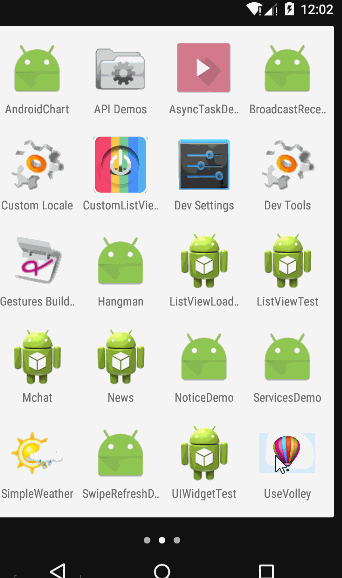 12:02
AndroidChart
API Demos
AsyncTaskDe..
BroadcastRece..
Custom Locale
CustomListVie..
Dev Settings
Dev Tools
Gestures Build..
Hangman
ListViewLoad..
ListViewTest
Mchat
News
NoticeDemo
ServicesDemo
SimpleWeather
SwipeRefreshD..
UIWidgetTest
UseVolley